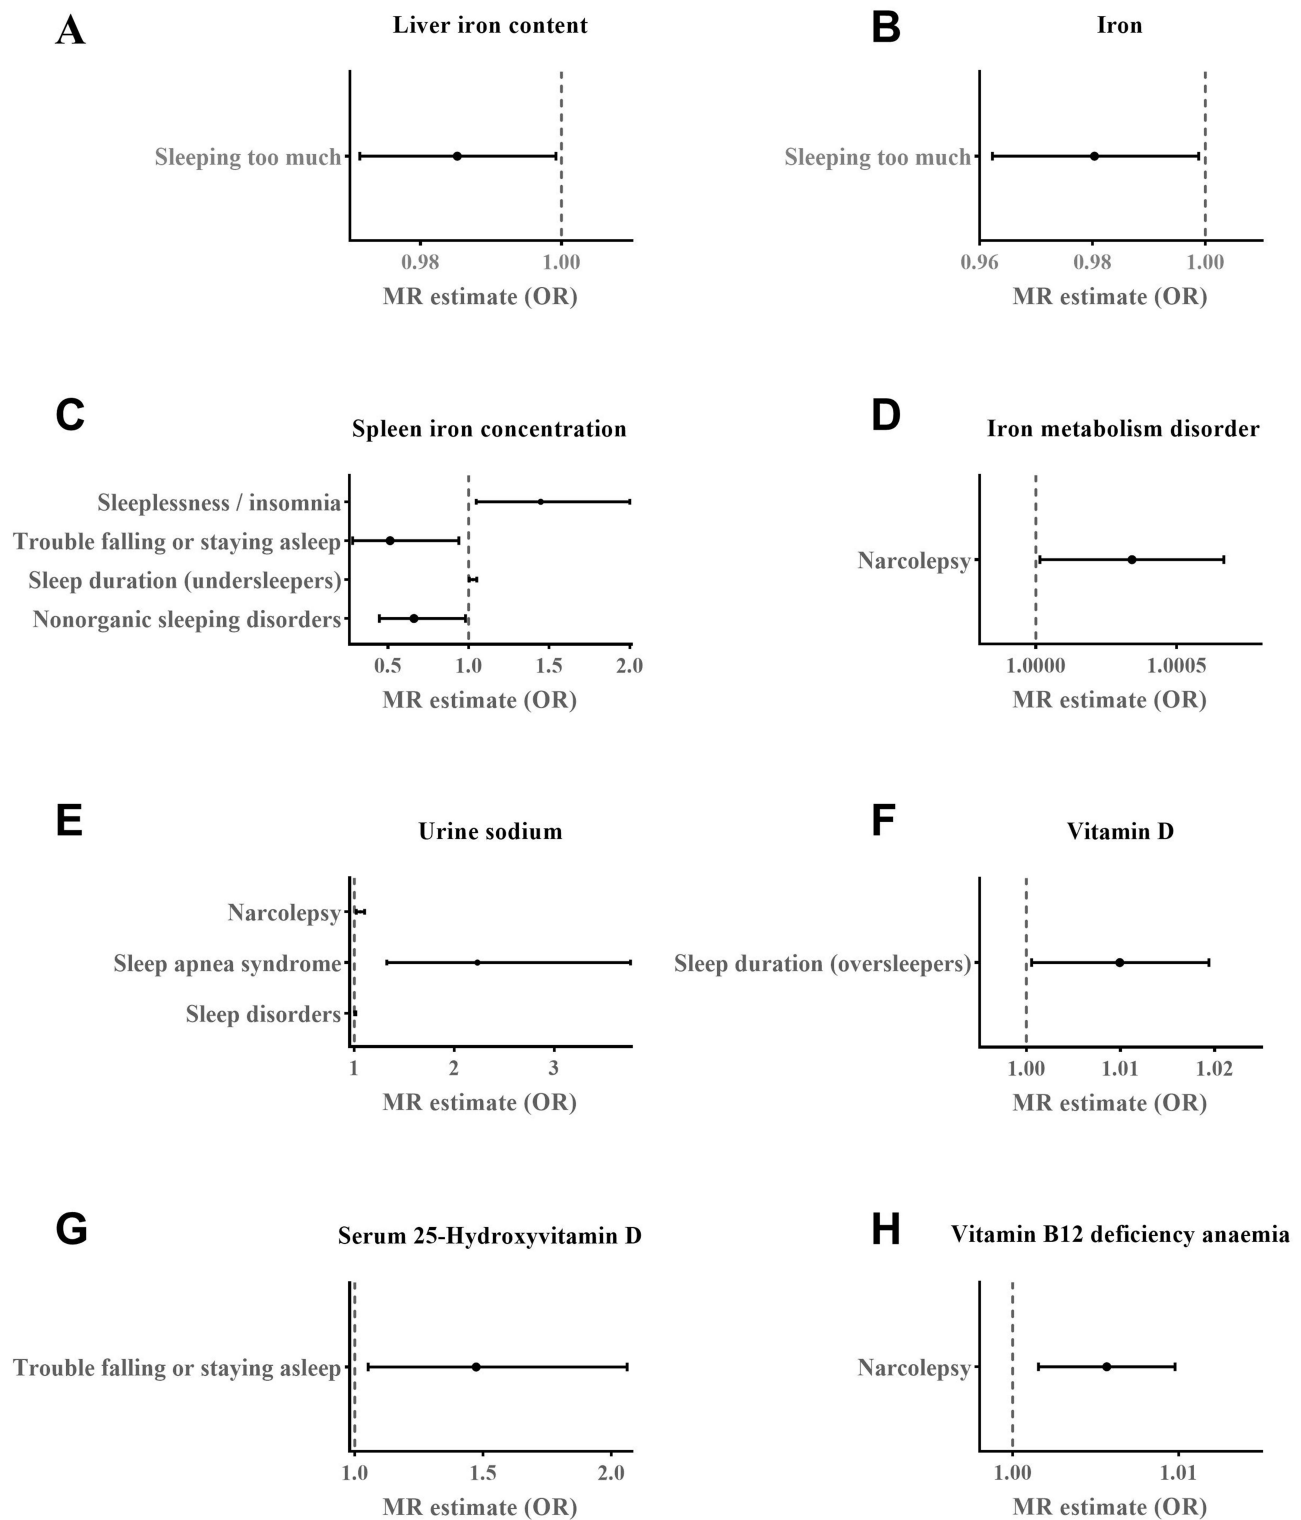 A
Liver iron content
Sleeping too much
0.98
1.00
MR estimate (OR)
B
Iron
Sleeping too much
0.96
0.98
1.00
MR estimate (OR)
C
Spleen iron concentration
Sleeplessness / insomnia
Trouble falling or staying asleep
Sleep duration (undersleepers)
Nonorganic sleeping disorders
0.5
1.0
1.5
2.0
MR estimate (OR)
D
Iron metabolism disorder
Narcolepsy
1.0000
1.0005
MR estimate (OR)
E
Urine sodium
Narcolepsy
Sleep apnea syndrome
Sleep disorders
1
2
3
MR estimate (OR)
F
Vitamin D
Sleep duration (oversleepers)
1.00
1.01
1.02
MR estimate (OR)
G
Serum 25-Hydroxyvitamin D
Trouble falling or staying asleep
1.0
1.5
2.0
MR estimate (OR)
H
Vitamin B12 deficiency anaemia
Narcolepsy
1.00
1.01
MR estimate (OR)